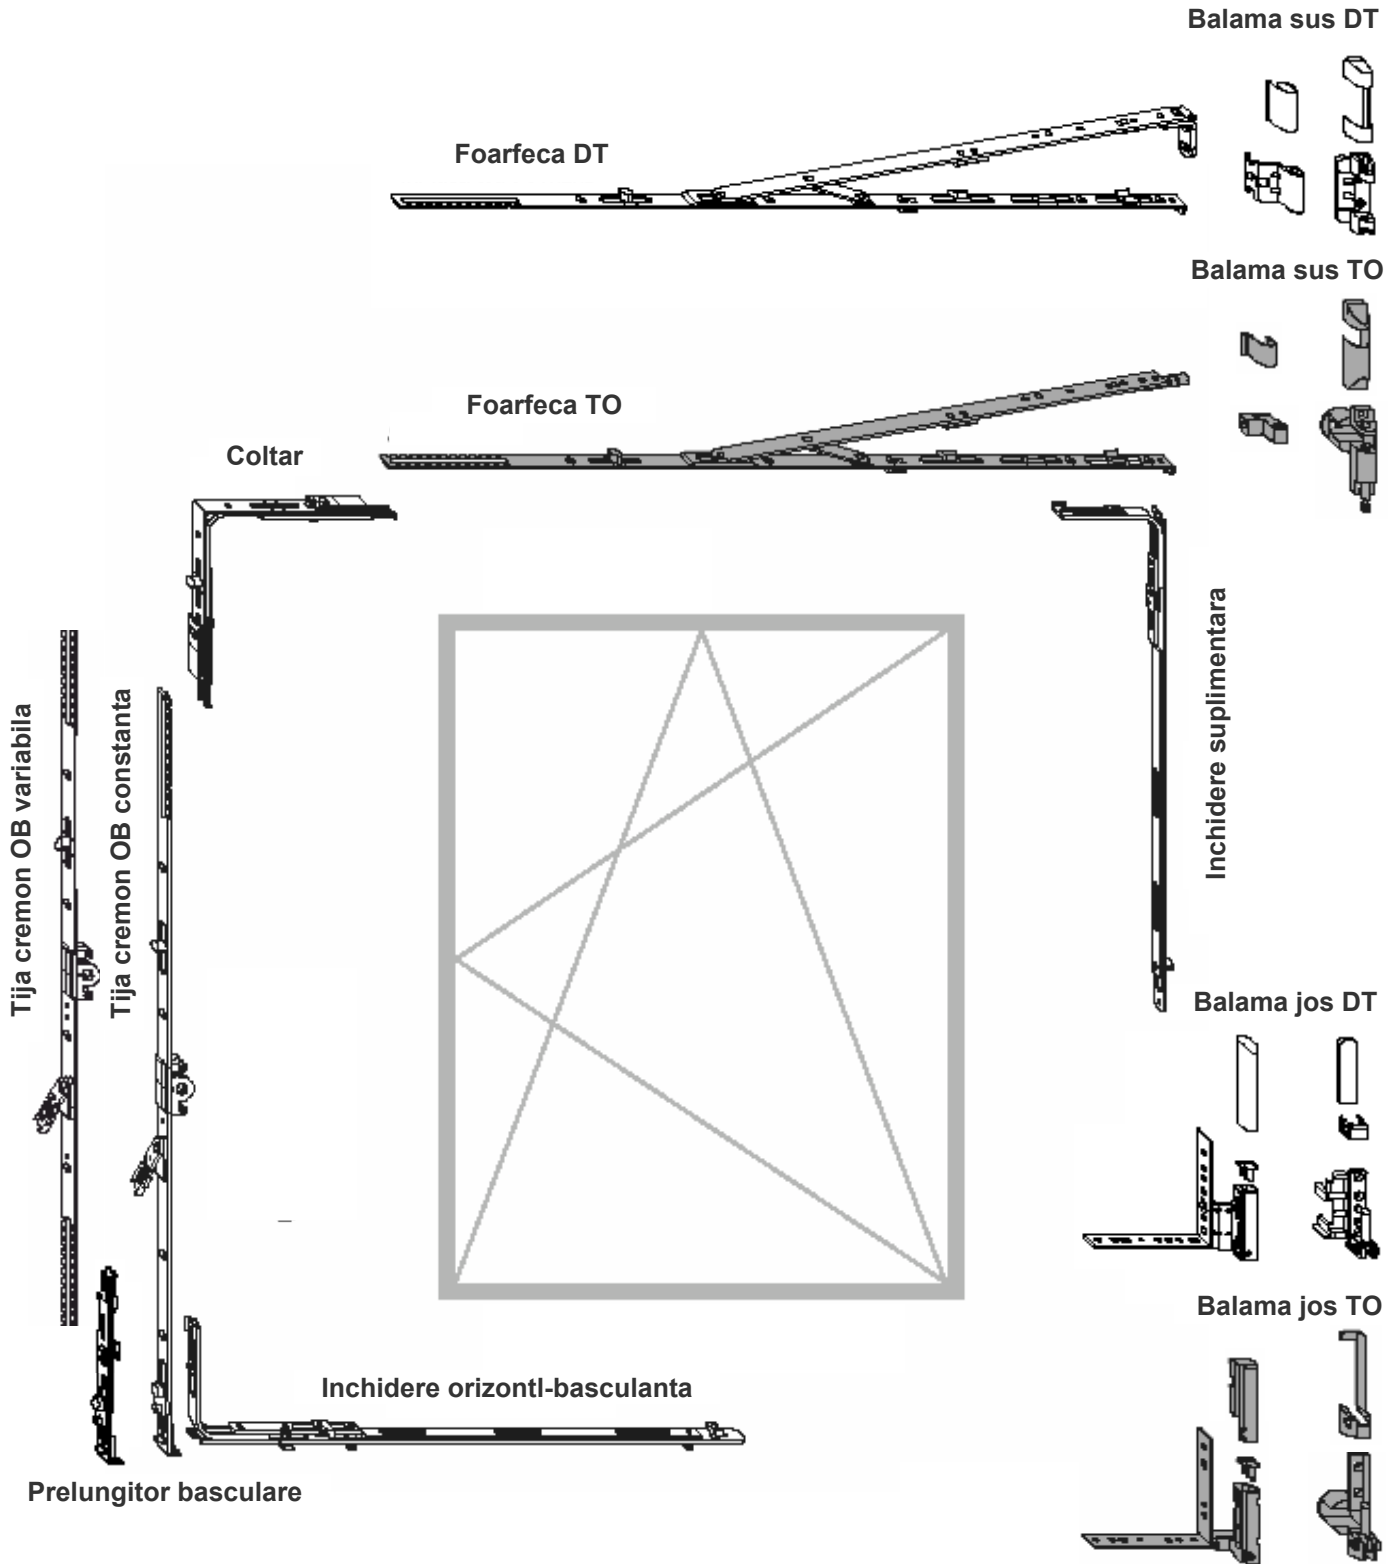 Balama sus DT
Foarfeca DT
Balama sus TO
Foarfeca TO
Coltar
Inchidere suplimentara
Tija cremon OB variabila
Tija cremon OB constanta
Balama jos DT
Balama jos TO
Inchidere orizontl-basculanta
Prelungitor basculare